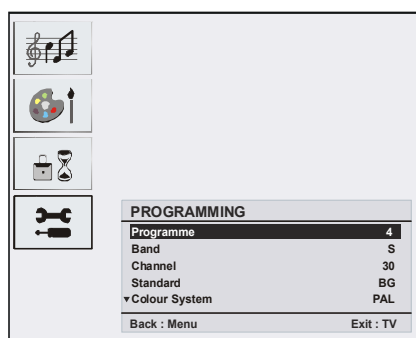 PROGRAMMING
Programme 4
Band S
Channel 30
Standard BG
Colour System PAL
Back : Menu Exit : TV